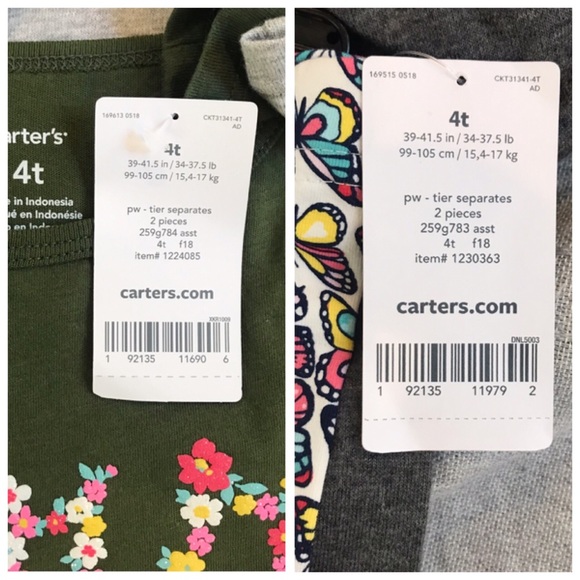 arter's
4t
e in Indonesia
ué en Indonésie
169613 0518
CKT31341-4T
AD
4t
39-41.5 in / 34-37.5 lb
99-105 cm / 15,4-17 kg
pw - tier separates
2 pieces
259g784 asst
4t f18
item# 1224085
carters.com
XKR1009
1 92135 11690 6
169515 0518
CKT31341-4T
AD
4t
39-41.5 in / 34-37.5 lb
99-105 cm / 15,4-17 kg
pw - tier separates
2 pieces
259g783 asst
4t f18
item# 1230363
carters.com
DNL5003
1 92135 11979 2